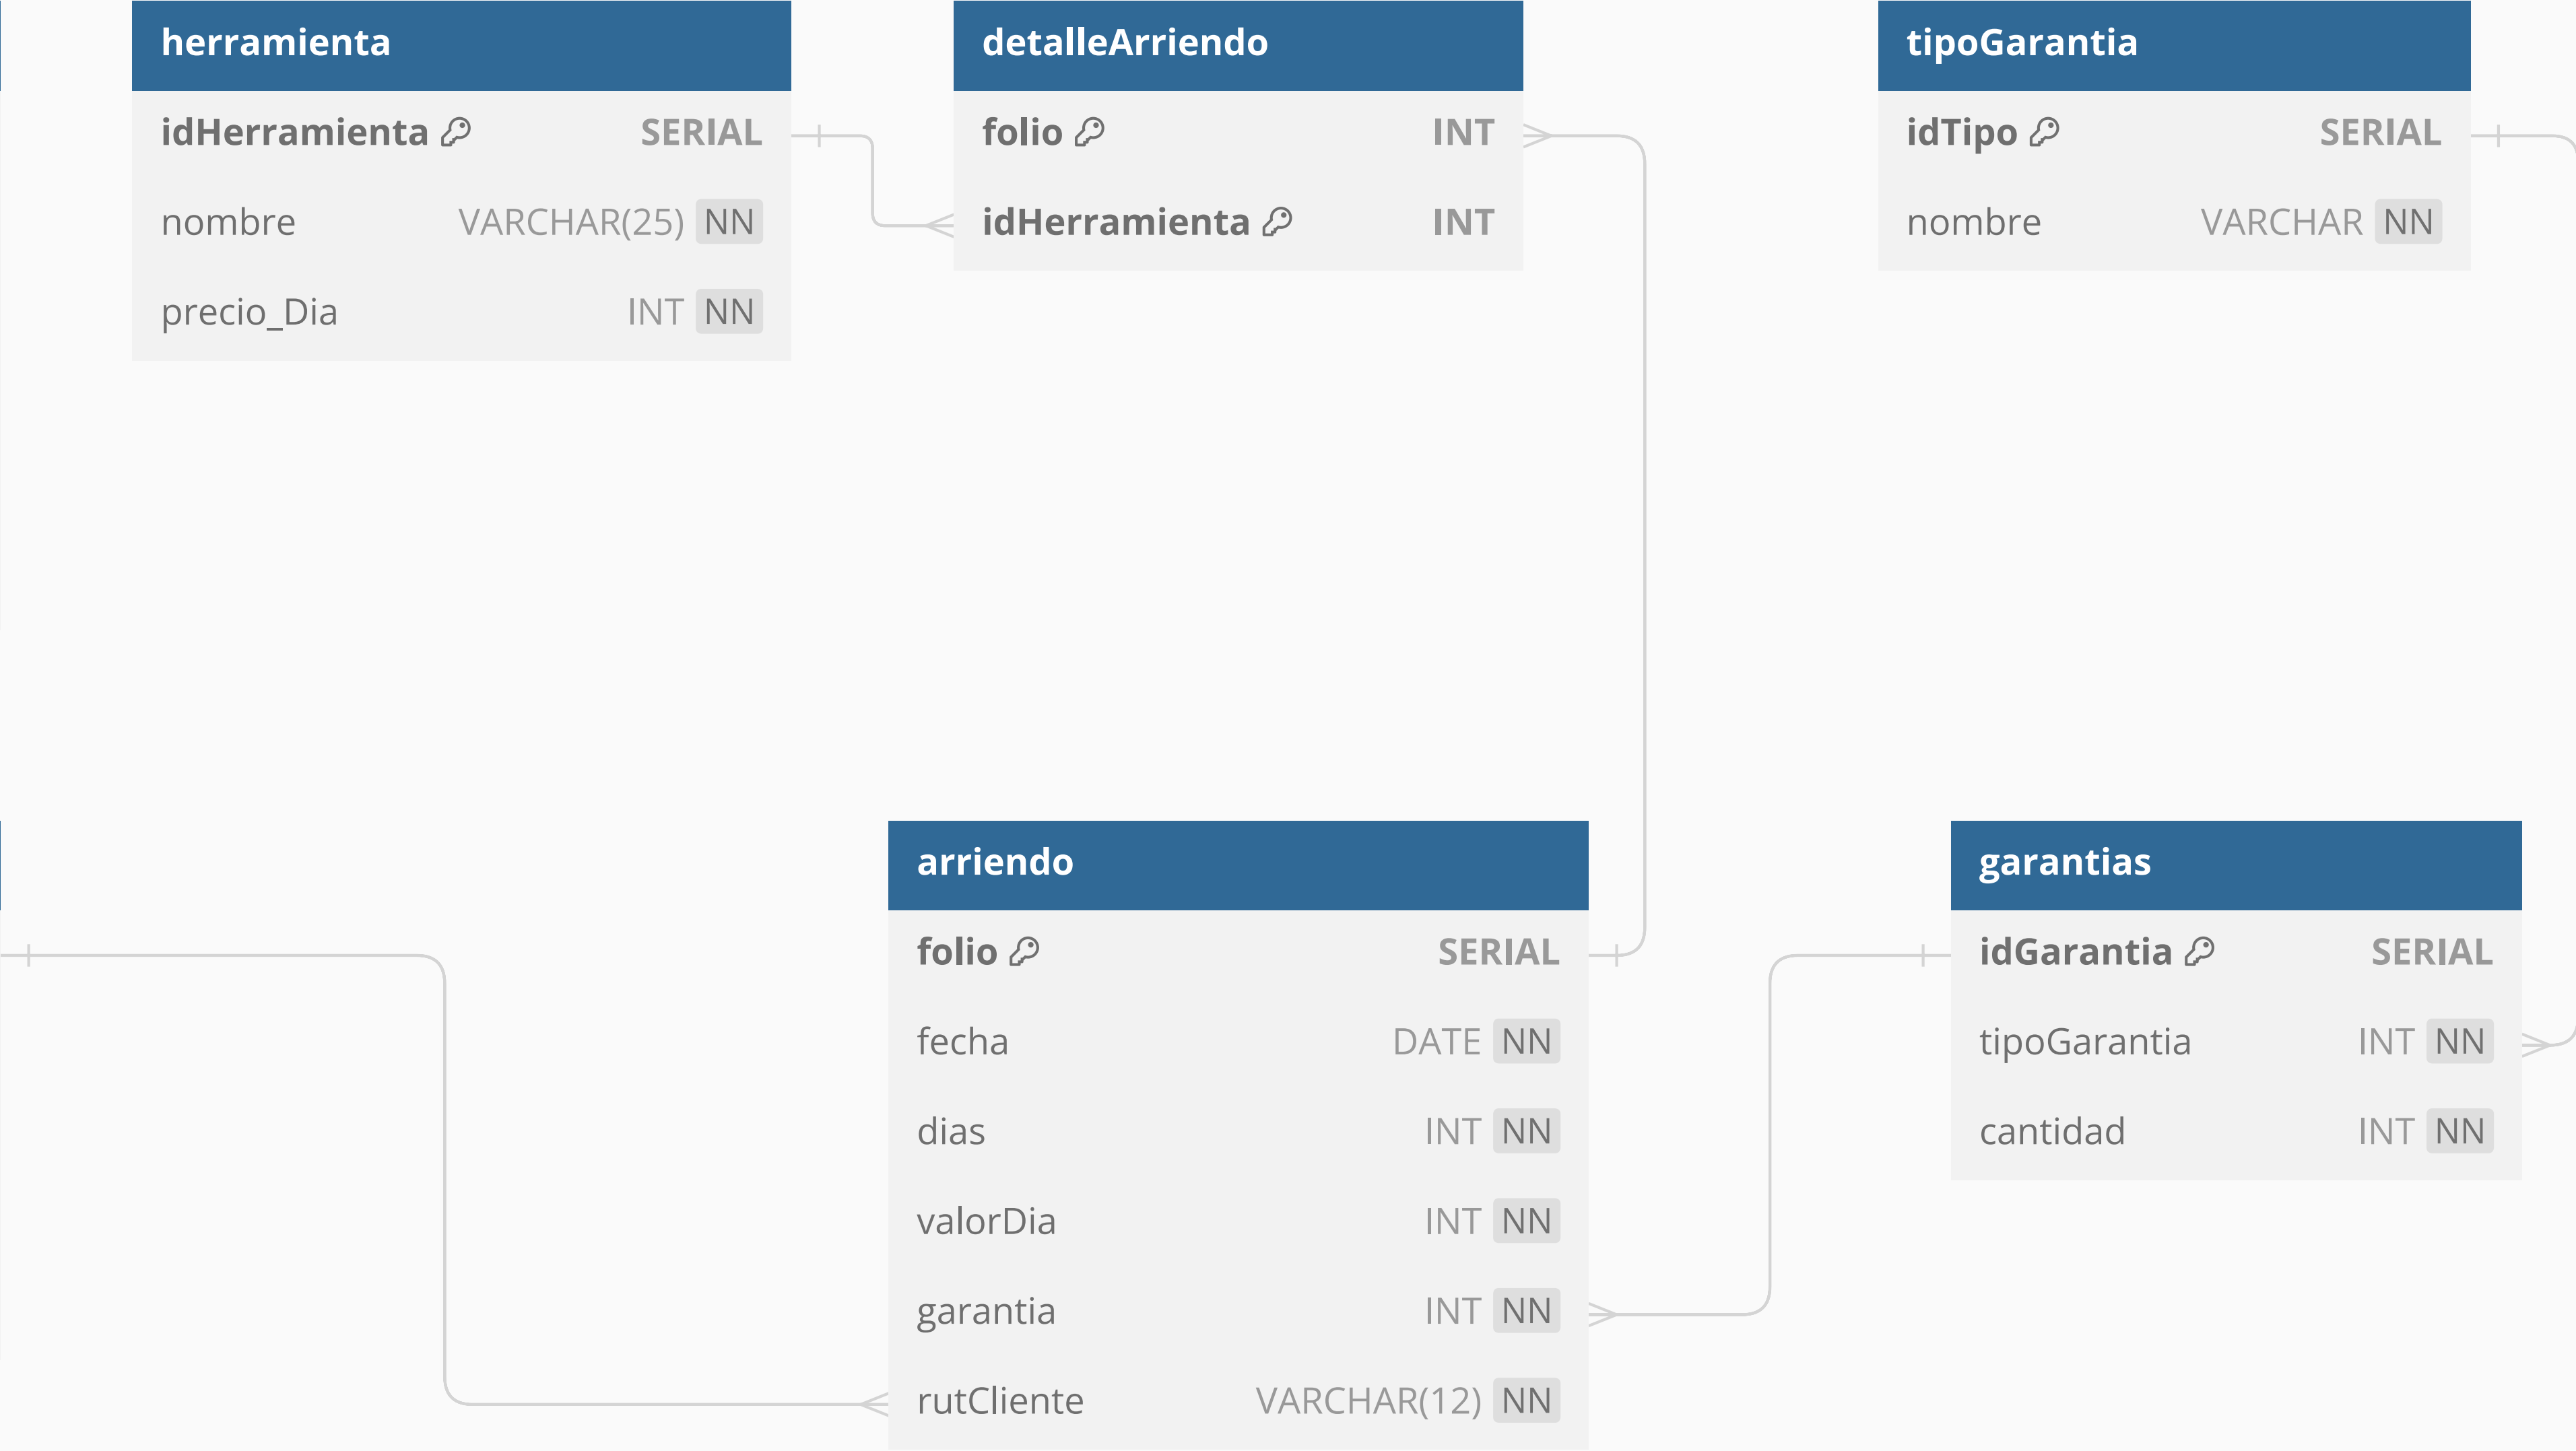 herramienta
idHerramienta SERIAL
nombre VARCHAR(25) NN
precio_Dia INT NN
detalleArriendo
folio INT
idHerramienta INT
tipoGarantia
idTipo SERIAL
nombre VARCHAR NN
arriendo
folio SERIAL
fecha DATE NN
dias INT NN
valorDia INT NN
garantia INT NN
rutCliente VARCHAR(12) NN
garantias
idGarantia SERIAL
tipoGarantia INT NN
cantidad INT NN